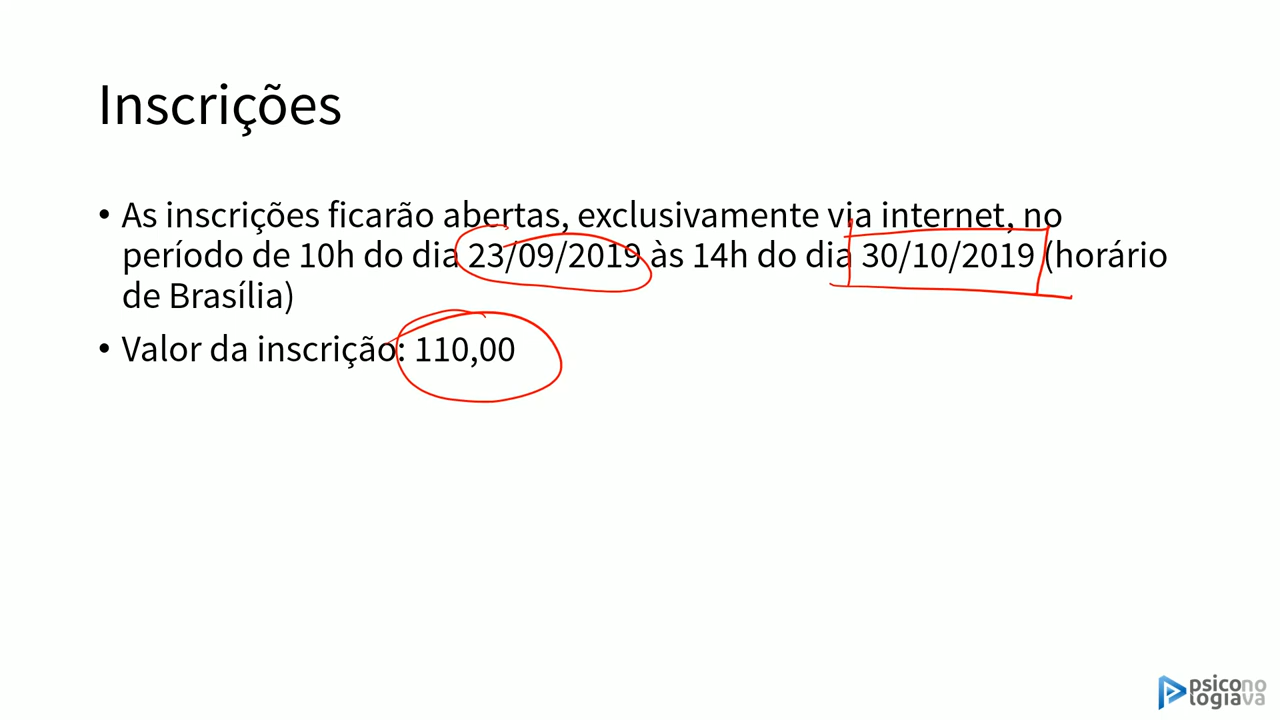 Inscrições
• As inscrições ficarão abertas, exclusivamente via internet, no
período de 10h do dia 23/09/2019 às 14h do dia 30/10/2019 (horário
de Brasília)
• Valor da inscrição: 110,00
psicono
logiava